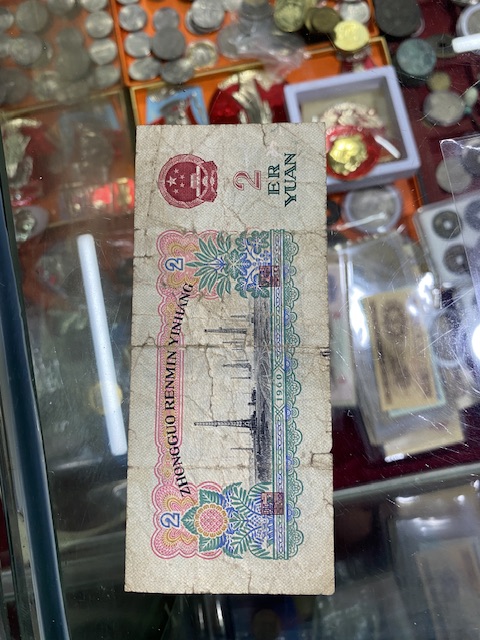 ZHONGGUO RENMIN YINHANG
2
2
2
ER
YUAN
1960